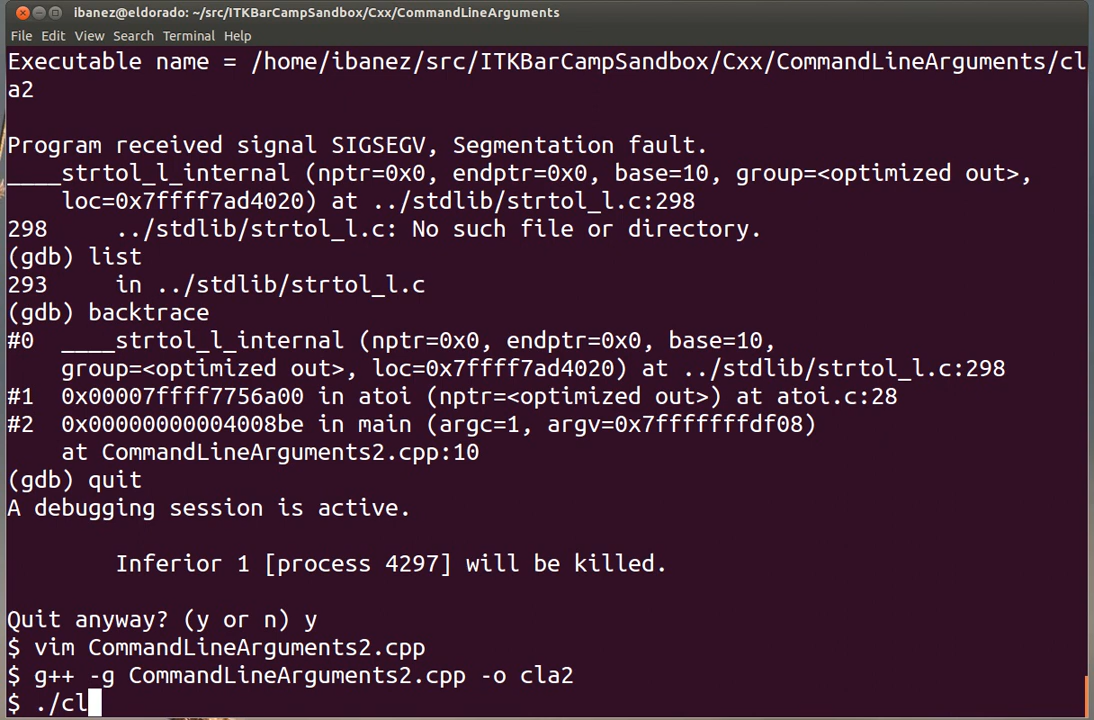 ibanez@eldorado: ~/src/ITKBarCampSandbox/Cxx/CommandLineArguments
File Edit View Search Terminal Help
Executable name = /home/ibanez/src/ITKBarCampSandbox/Cxx/CommandLineArguments/cl
a2
Program received signal SIGSEGV, Segmentation fault.
____strtol_l_internal (nptr=0x0, endptr=0x0, base=10, group=<optimized out>,
    loc=0x7ffff7ad4020) at ../stdlib/strtol_l.c:298
298     ../stdlib/strtol_l.c: No such file or directory.
(gdb) list
293     in ../stdlib/strtol_l.c
(gdb) backtrace
#0  ____strtol_l_internal (nptr=0x0, endptr=0x0, base=10,
    group=<optimized out>, loc=0x7ffff7ad4020) at ../stdlib/strtol_l.c:298
#1  0x00007ffff7756a00 in atoi (nptr=<optimized out>) at atoi.c:28
#2  0x00000000004008be in main (argc=1, argv=0x7fffffffdf08)
    at CommandLineArguments2.cpp:10
(gdb) quit
A debugging session is active.
        Inferior 1 [process 4297] will be killed.
Quit anyway? (y or n) y
$ vim CommandLineArguments2.cpp
$ g++ -g CommandLineArguments2.cpp -o cla2
$ ./cl